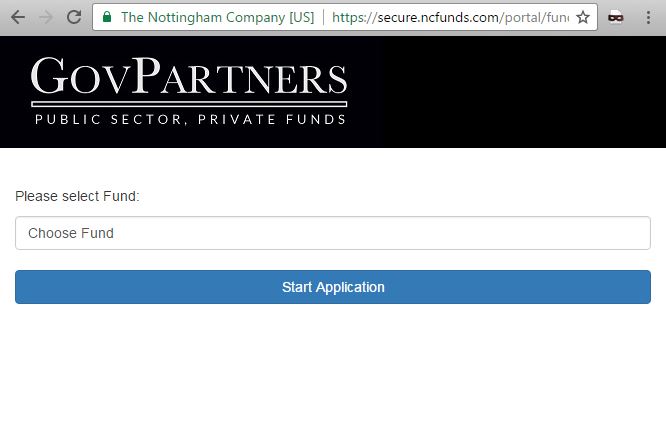 The Nottingham Company [US] https://secure.ncfunds.com/portal/fun
GOVPARTNERS
PUBLIC SECTOR, PRIVATE FUNDS
Please select Fund:
Choose Fund
Start Application